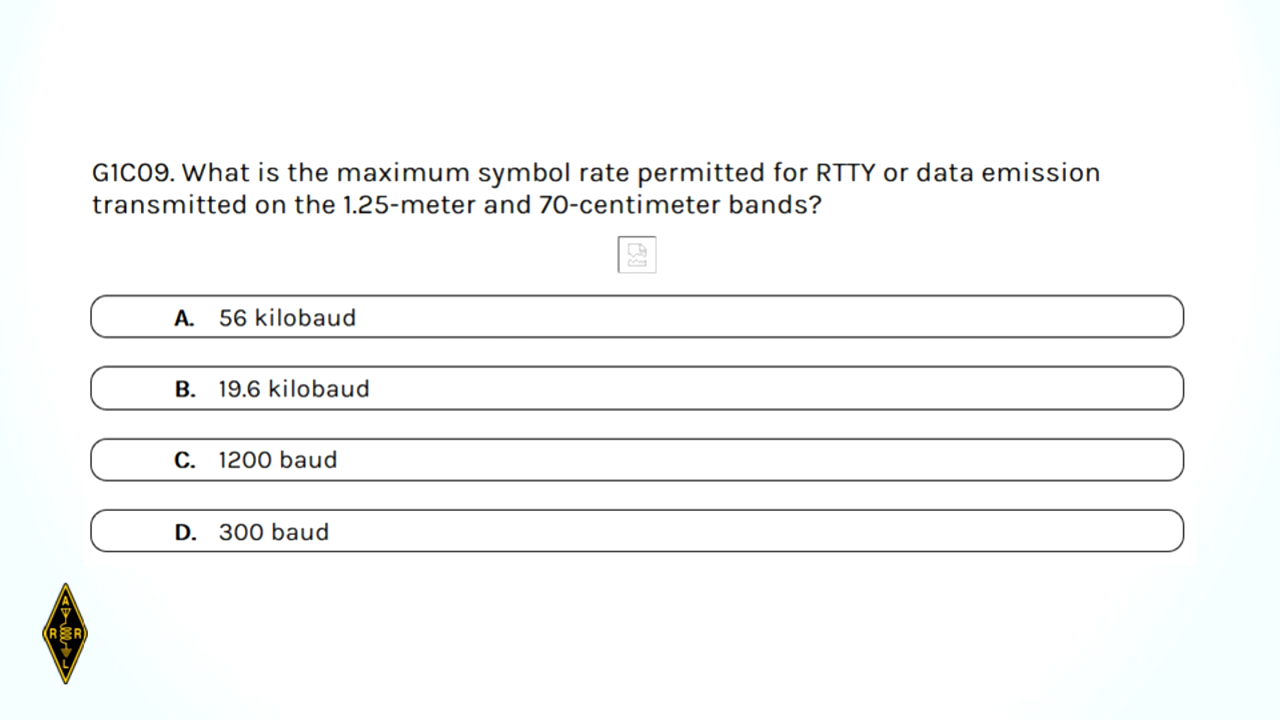 G1C09. What is the maximum symbol rate permitted for RTTY or data emission
transmitted on the 1.25-meter and 70-centimeter bands?
A. 56 kilobaud
B. 19.6 kilobaud
C. 1200 baud
D. 300 baud
A
R R
L